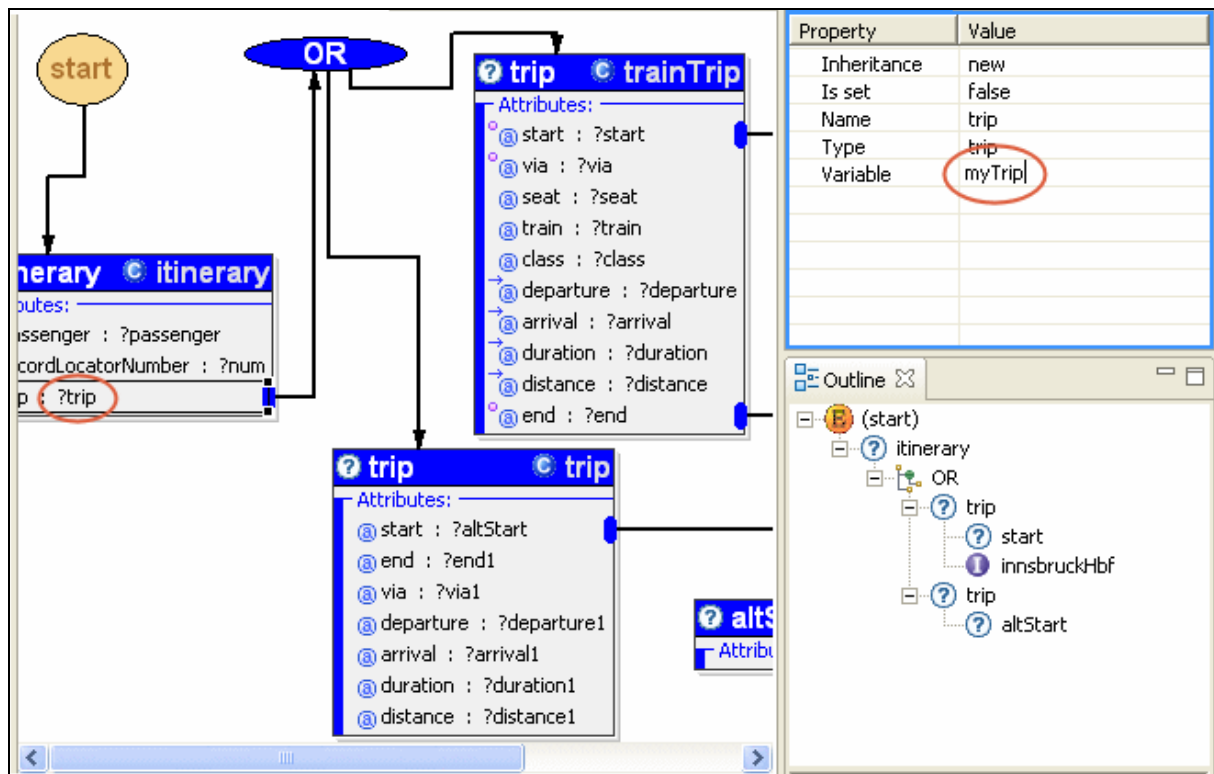 start
OR
trip trainTrip
Attributes:
start : ?start
via : ?via
seat : ?seat
train : ?train
class : ?class
departure : ?departure
arrival : ?arrival
duration : ?duration
distance : ?distance
end : ?end
nerary itinerary
butes:
assenger : ?passenger
cordLocatorNumber : ?num
p : ?trip
trip trip
Attributes:
start : ?altStart
end : ?end1
via : ?via1
departure : ?departure1
arrival : ?arrival1
duration : ?duration1
distance : ?distance1
altS
Attribu
Property Value
Inheritance new
Is set false
Name trip
Type trip
Variable myTrip
Outline
(start)
itinerary
OR
trip
start
innsbruckHbf
trip
altStart